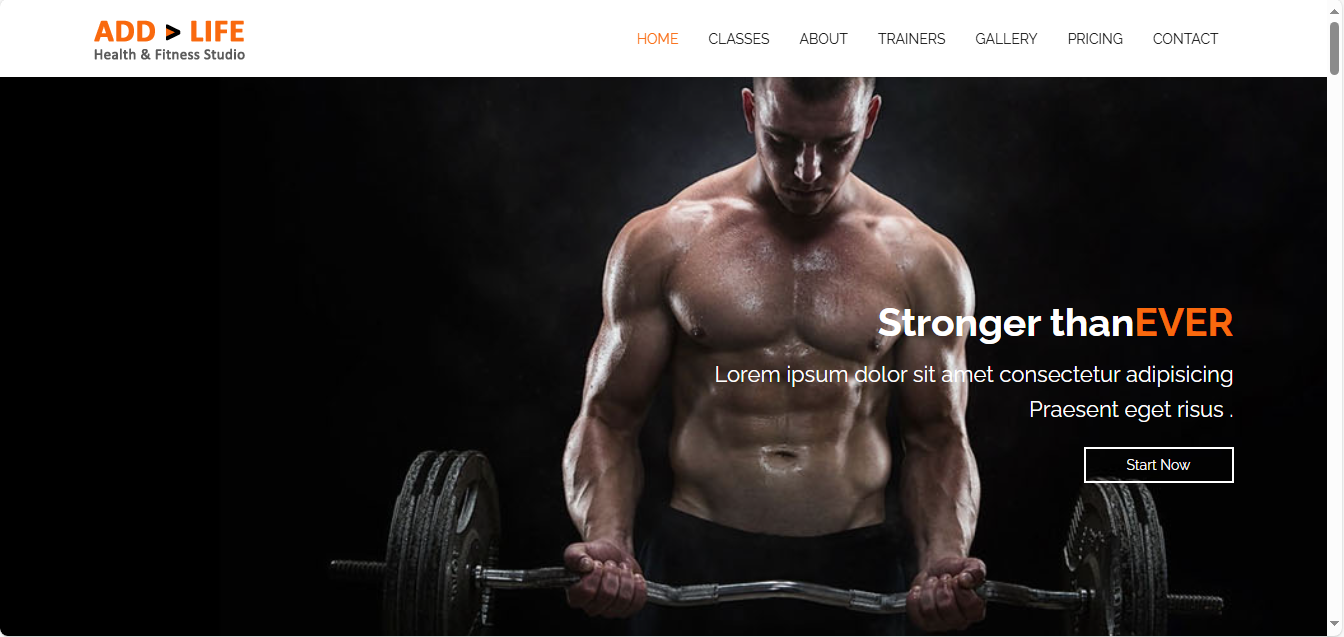 ADD > LIFE
Health & Fitness Studio
HOME CLASSES ABOUT TRAINERS GALLERY PRICING CONTACT
Stronger thanEVER
Lorem ipsum dolor sit amet consectetur adipisicing
Praesent eget risus .
Start Now